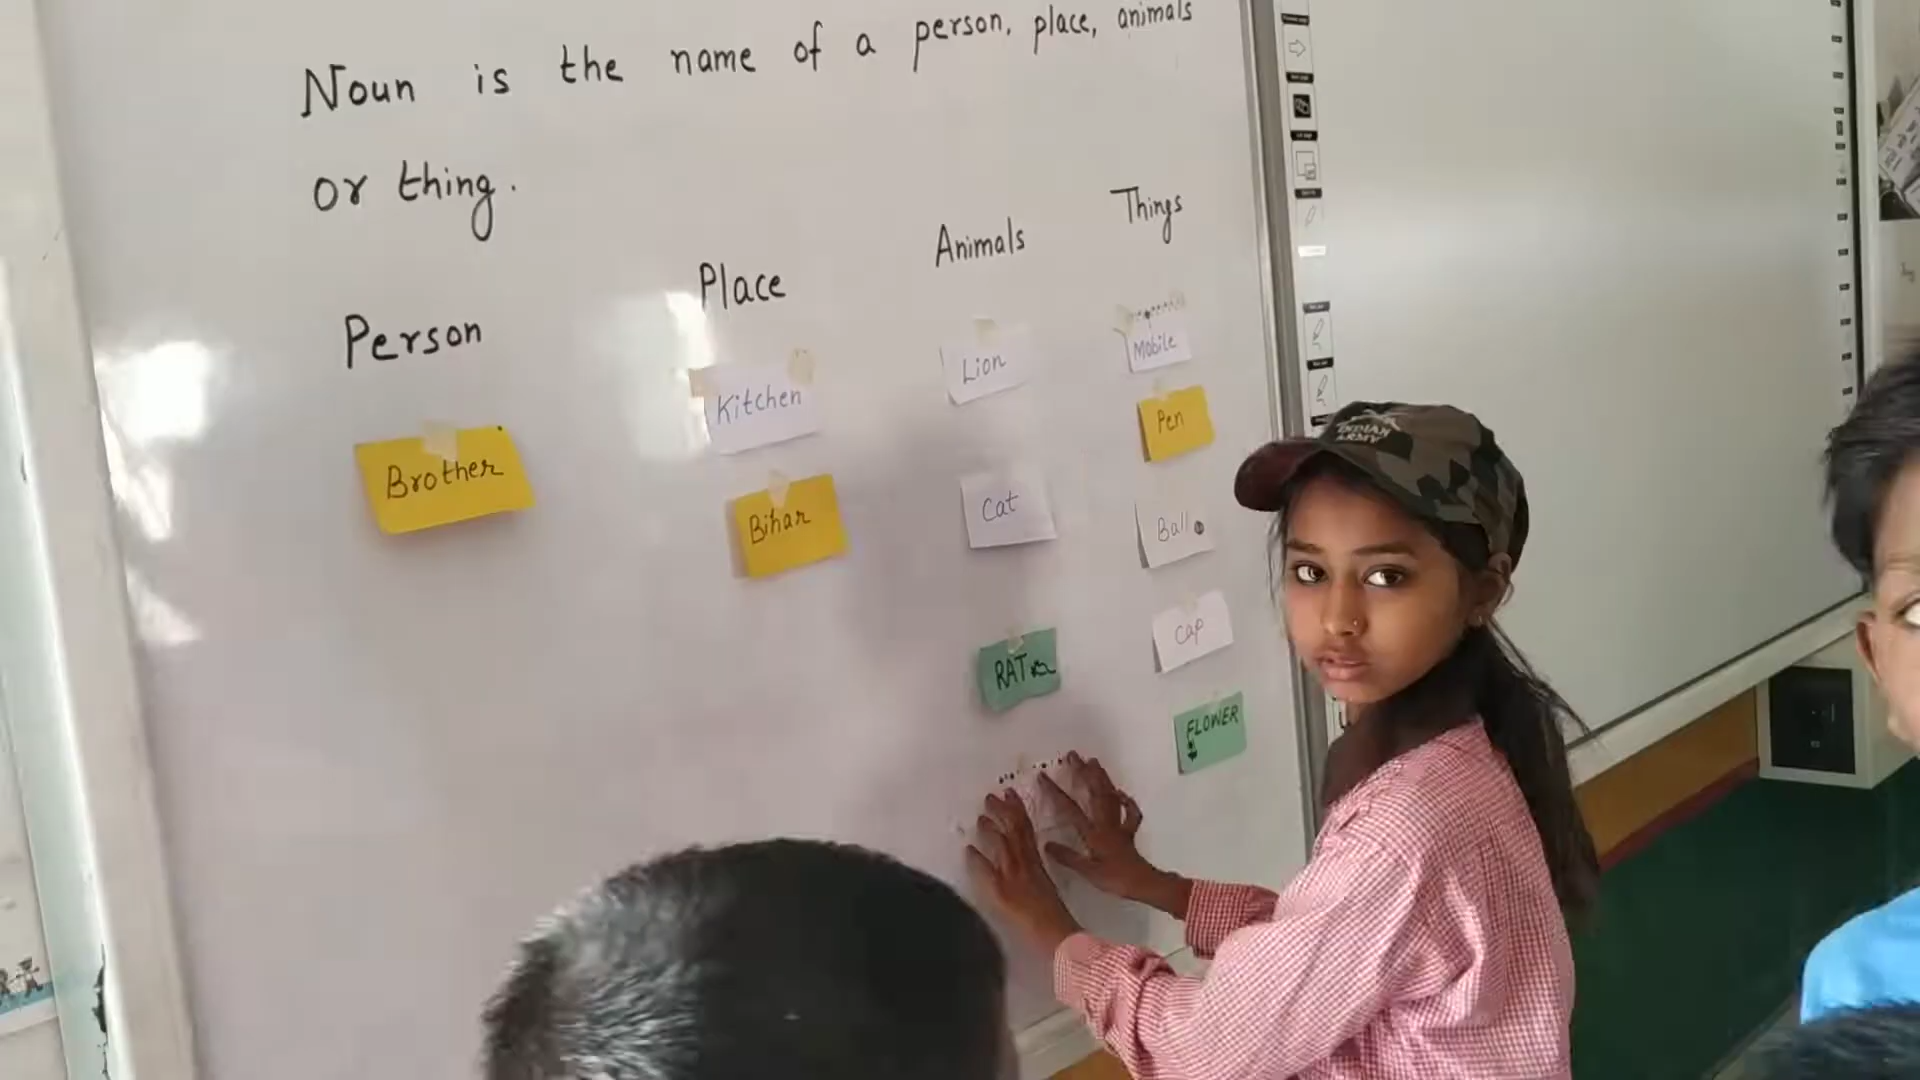 Noun is the name of a person, place, animals
or thing.
Person
Place
Animals
Things
Brother
Kitchen
Bihar
Lion
Cat
RAT
Mobile
Pen
Ball
Cap
FLOWER
INDIAN
ARMY